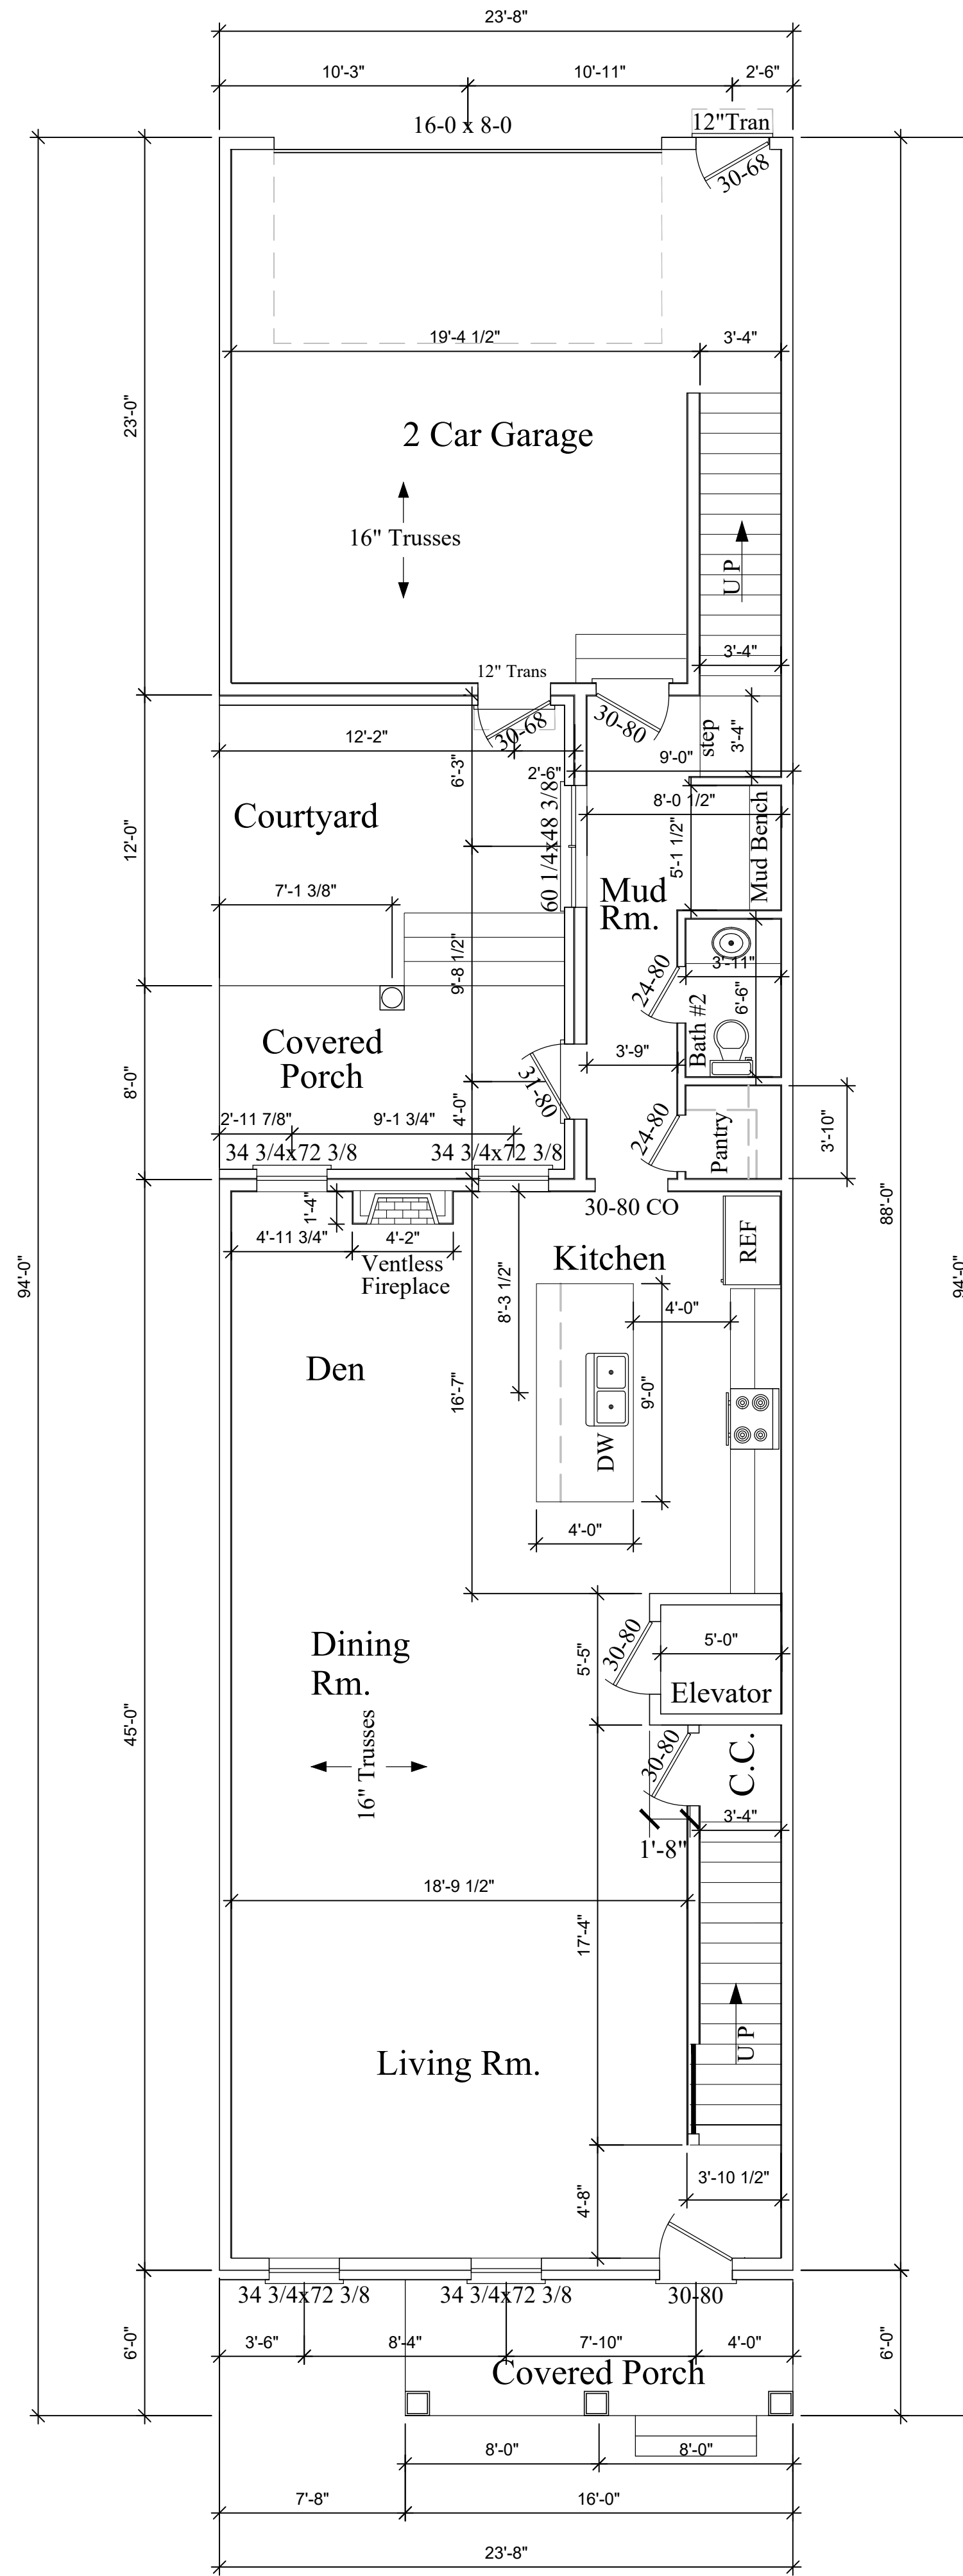 23'-8"
10'-3"
10'-11"
2'-6"
16-0 x 8-0
12"Tran
30-68
19'-4 1/2"
3'-4"
23'-0"
2 Car Garage
16" Trusses
UP
3'-4"
12" Trans
30-68
30-80
step
3'-4"
12'-2"
6'-3"
2'-6"
9'-0"
60 1/4x48 3/8
8'-0 1/2"
5'-1 1/2"
Mud Bench
Courtyard
12'-0"
7'-1 3/8"
Mud
Rm.
9'-8 1/2"
24-80
3'-11"
6'-6"
Bath #2
Covered
Porch
3'-9"
31-80
8'-0"
4'-0"
24-80
Pantry
3'-10"
2'-11 7/8"
9'-1 3/4"
34 3/4x72 3/8
34 3/4x72 3/8
30-80 CO
88'-0"
94'-0"
94'-0"
1'-4"
4'-11 3/4"
4'-2"
Ventless
Fireplace
8'-3 1/2"
Kitchen
REF
4'-0"
Den
16'-7"
9'-0"
DW
4'-0"
Dining
Rm.
5'-5"
30-80
5'-0"
Elevator
45'-0"
16" Trusses
30-80
C.C.
3'-4"
1'-8"
18'-9 1/2"
17'-4"
UP
Living Rm.
3'-10 1/2"
4'-8"
34 3/4x72 3/8
34 3/4x72 3/8
30-80
6'-0"
3'-6"
8'-4"
7'-10"
4'-0"
6'-0"
Covered Porch
8'-0"
8'-0"
7'-8"
16'-0"
23'-8"